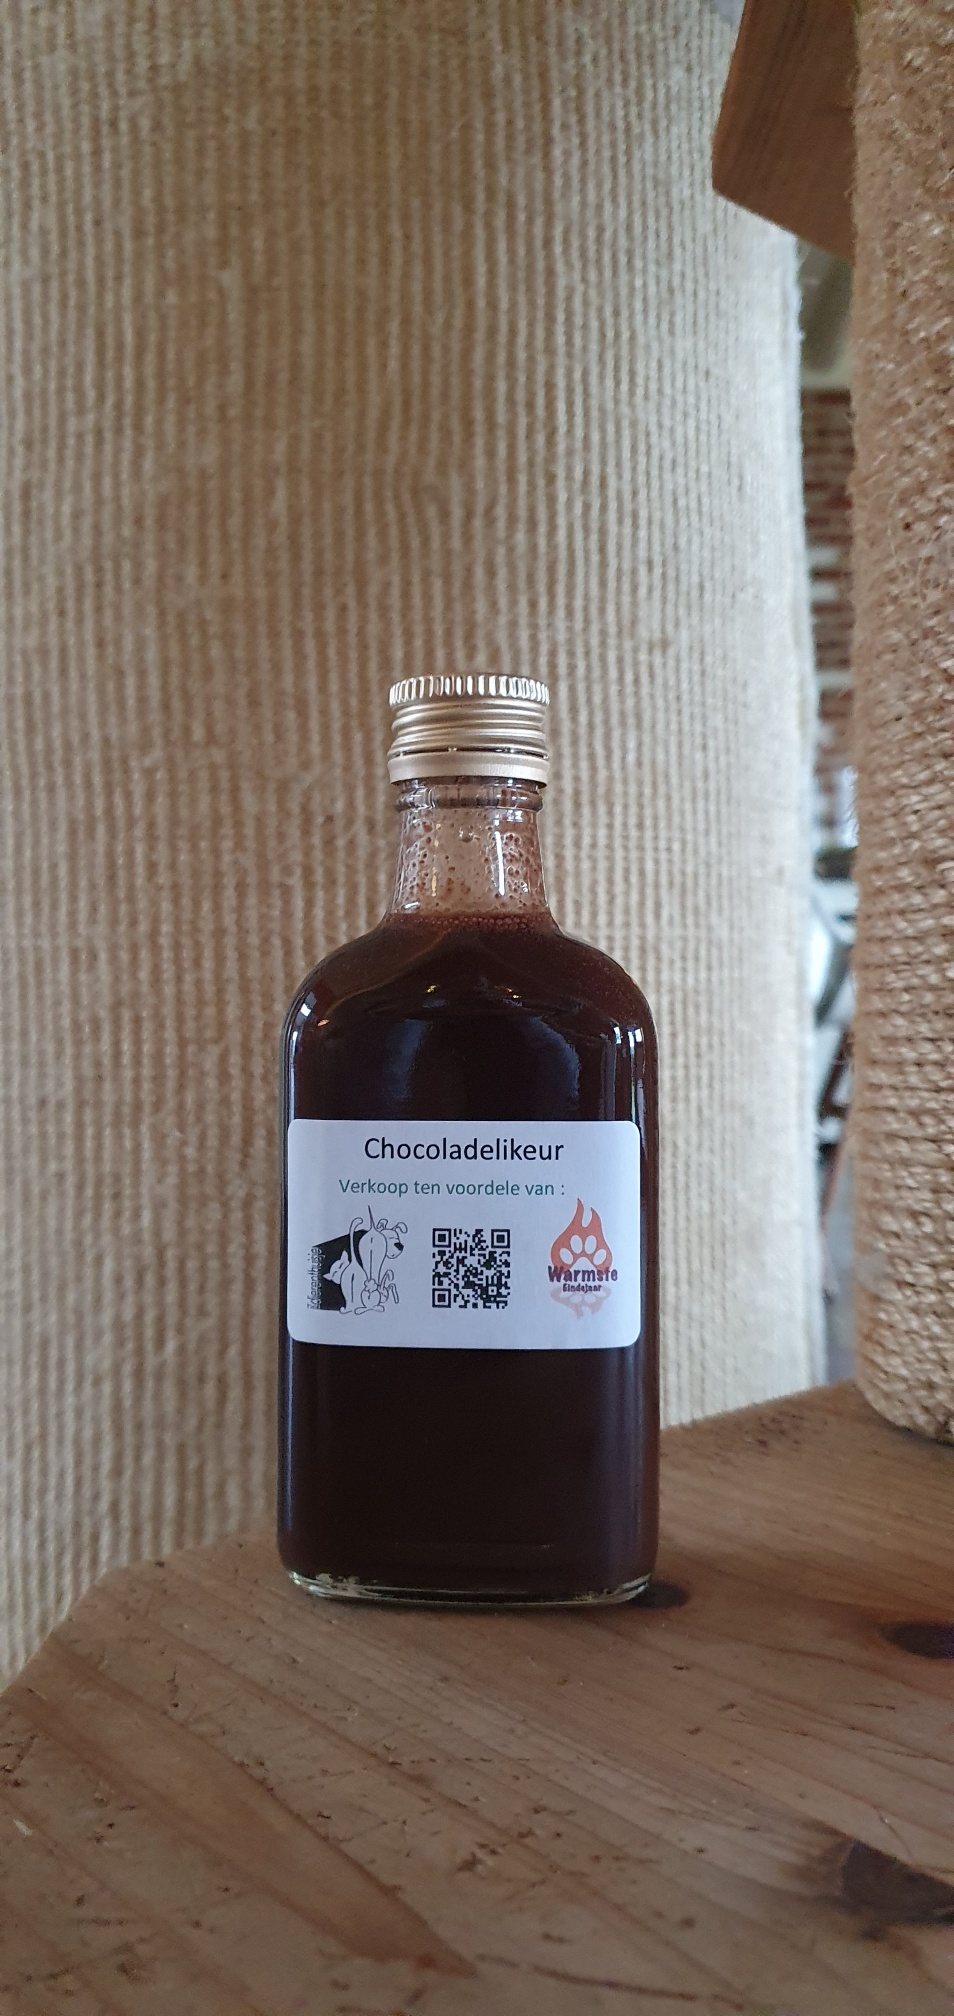 Chocoladelikeur
Verkoop ten voordele van :
Warmste
Eindejaar